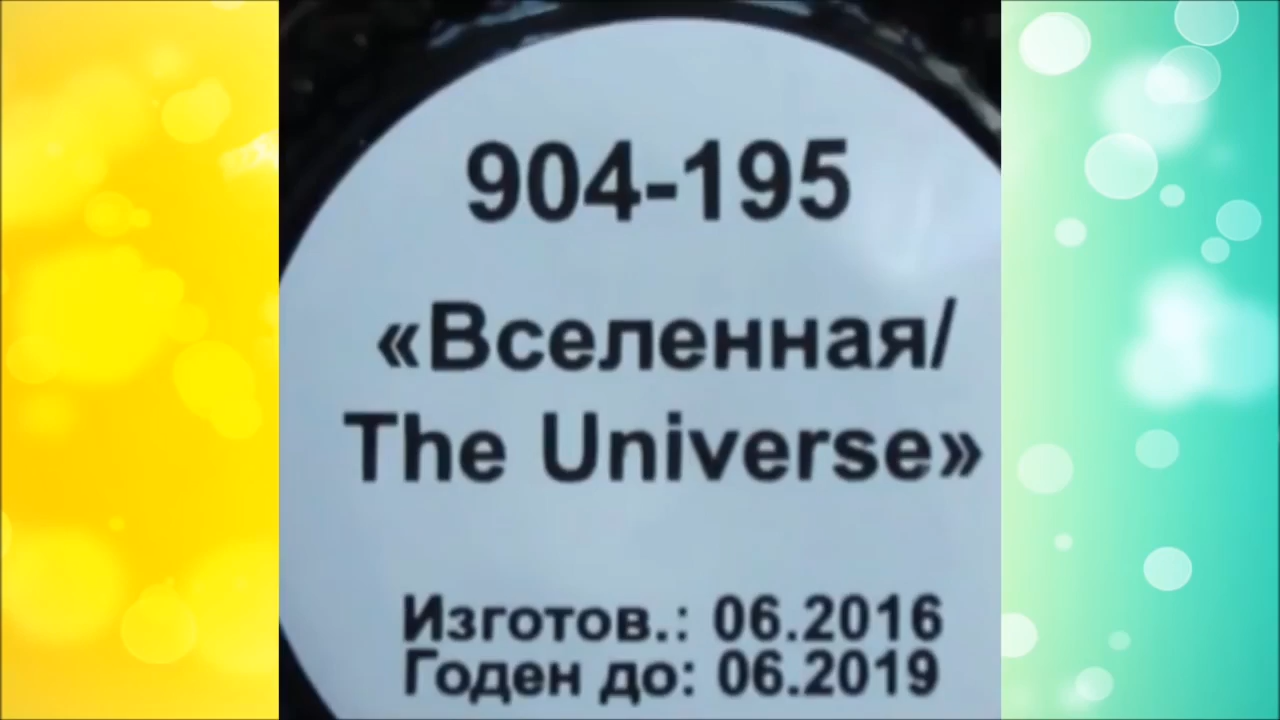 904-195
«Вселенная/
The Universe»
Изготов.: 06.2016
Годен до: 06.2019